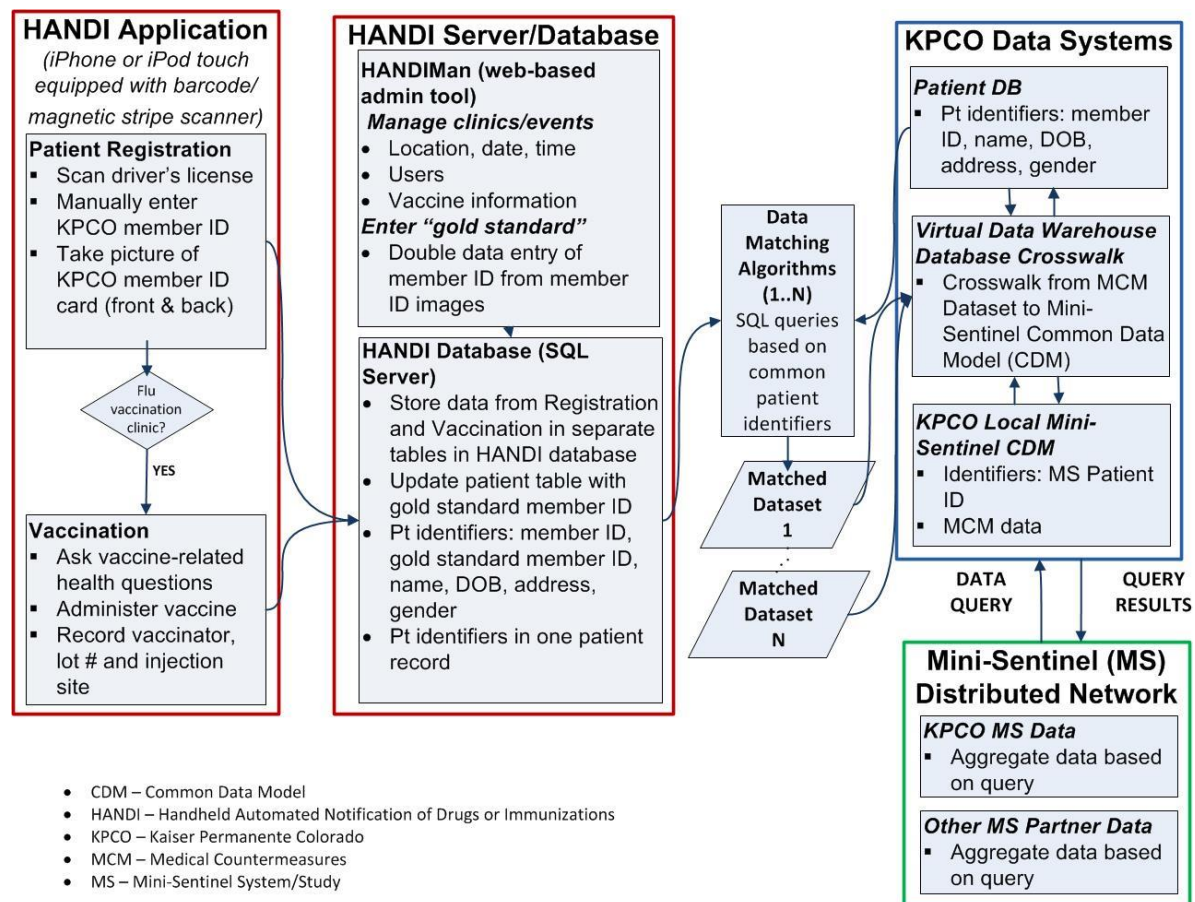 HANDI Application
(iPhone or iPod touch
equipped with barcode/
magnetic stripe scanner)
Patient Registration
▪ Scan driver's license
▪ Manually enter
KPCO member ID
▪ Take picture of
KPCO member ID
card (front & back)
Flu
vaccination
clinic?
YES
Vaccination
▪ Ask vaccine-related
health questions
▪ Administer vaccine
▪ Record vaccinator,
lot # and injection
site
HANDI Server/Database
HANDIMan (web-based
admin tool)
Manage clinics/events
• Location, date, time
• Users
• Vaccine information
Enter “gold standard”
• Double data entry of
member ID from member
ID images
HANDI Database (SQL
Server)
• Store data from Registration
and Vaccination in separate
tables in HANDI database
• Update patient table with
gold standard member ID
• Pt identifiers: member ID,
gold standard member ID,
name, DOB, address,
gender
• Pt identifiers in one patient
record
Data
Matching
Algorithms
(1..N)
SQL queries
based on
common
patient
identifiers
Matched
Dataset
1
Matched
Dataset
N
KPCO Data Systems
Patient DB
▪ Pt identifiers: member
ID, name, DOB,
address, gender
Virtual Data Warehouse
Database Crosswalk
▪ Crosswalk from MCM
Dataset to Mini-
Sentinel Common Data
Model (CDM)
KPCO Local Mini-
Sentinel CDM
▪ Identifiers: MS Patient
ID
▪ MCM data
DATA
QUERY
QUERY
RESULTS
Mini-Sentinel (MS)
Distributed Network
KPCO MS Data
▪ Aggregate data based
on query
Other MS Partner Data
▪ Aggregate data based
on query
• CDM – Common Data Model
• HANDI – Handheld Automated Notification of Drugs or Immunizations
• KPCO – Kaiser Permanente Colorado
• MCM – Medical Countermeasures
• MS – Mini-Sentinel System/Study